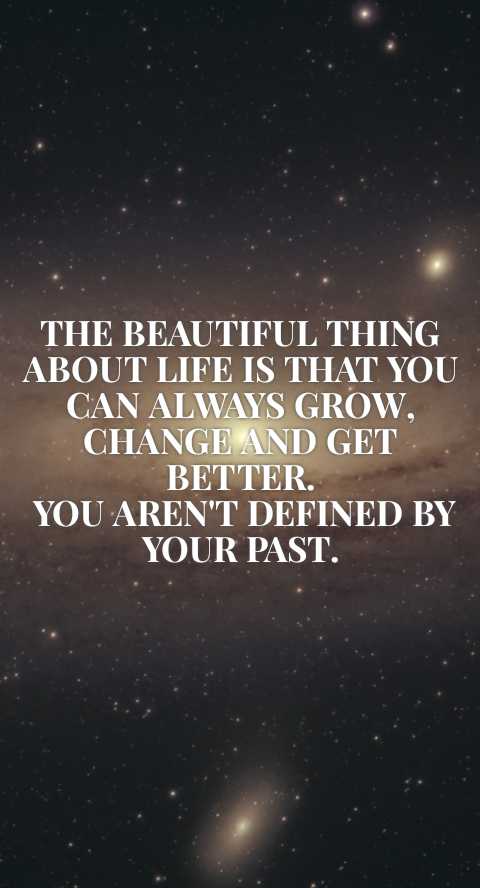 THE BEAUTIFUL THING
ABOUT LIFE IS THAT YOU
CAN ALWAYS GROW,
CHANGE AND GET
BETTER.
YOU AREN'T DEFINED BY
YOUR PAST.